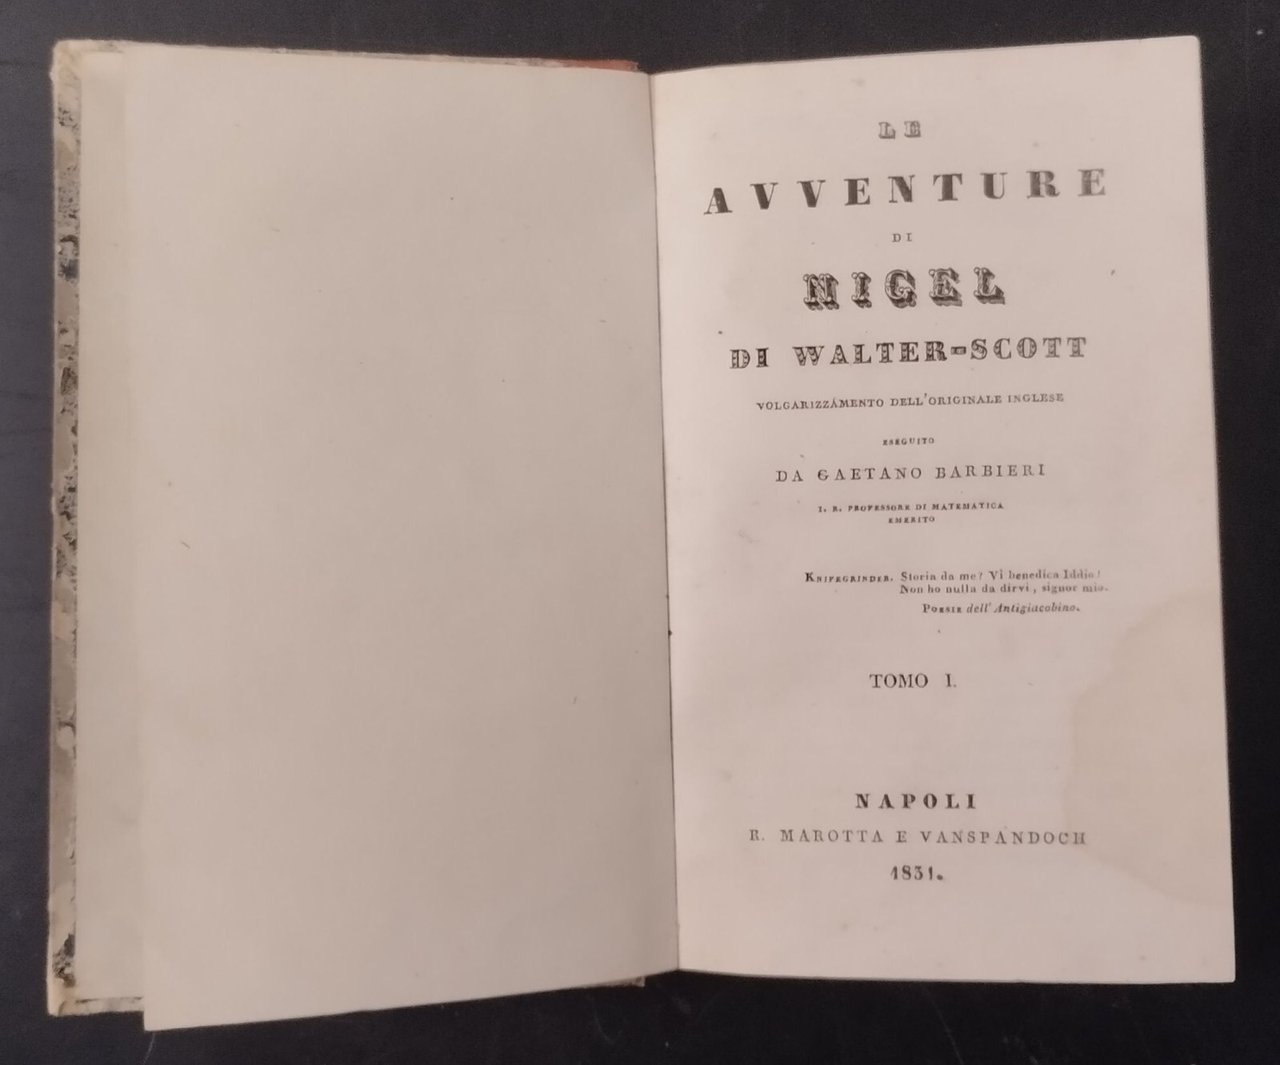 LE
AVVENTURE
DI
NIGEL
DI WALTER-SCOTT
VOLGARIZZAMENTO DELL'ORIGINALE INGLESE
ESEGUITO
DA GAETANO BARBIERI
I. R. PROFESSORE DI MATEMATICA
EMERITO
KNIFEGRINDER. Storia da me? Vi benedica Iddio!
Non ho nulla da dirvi, signor mio.
POESIE dell'Antigiacobino.
TOMO I.
NAPOLI
R. MAROTTA E VANSPANDOCH
1831.